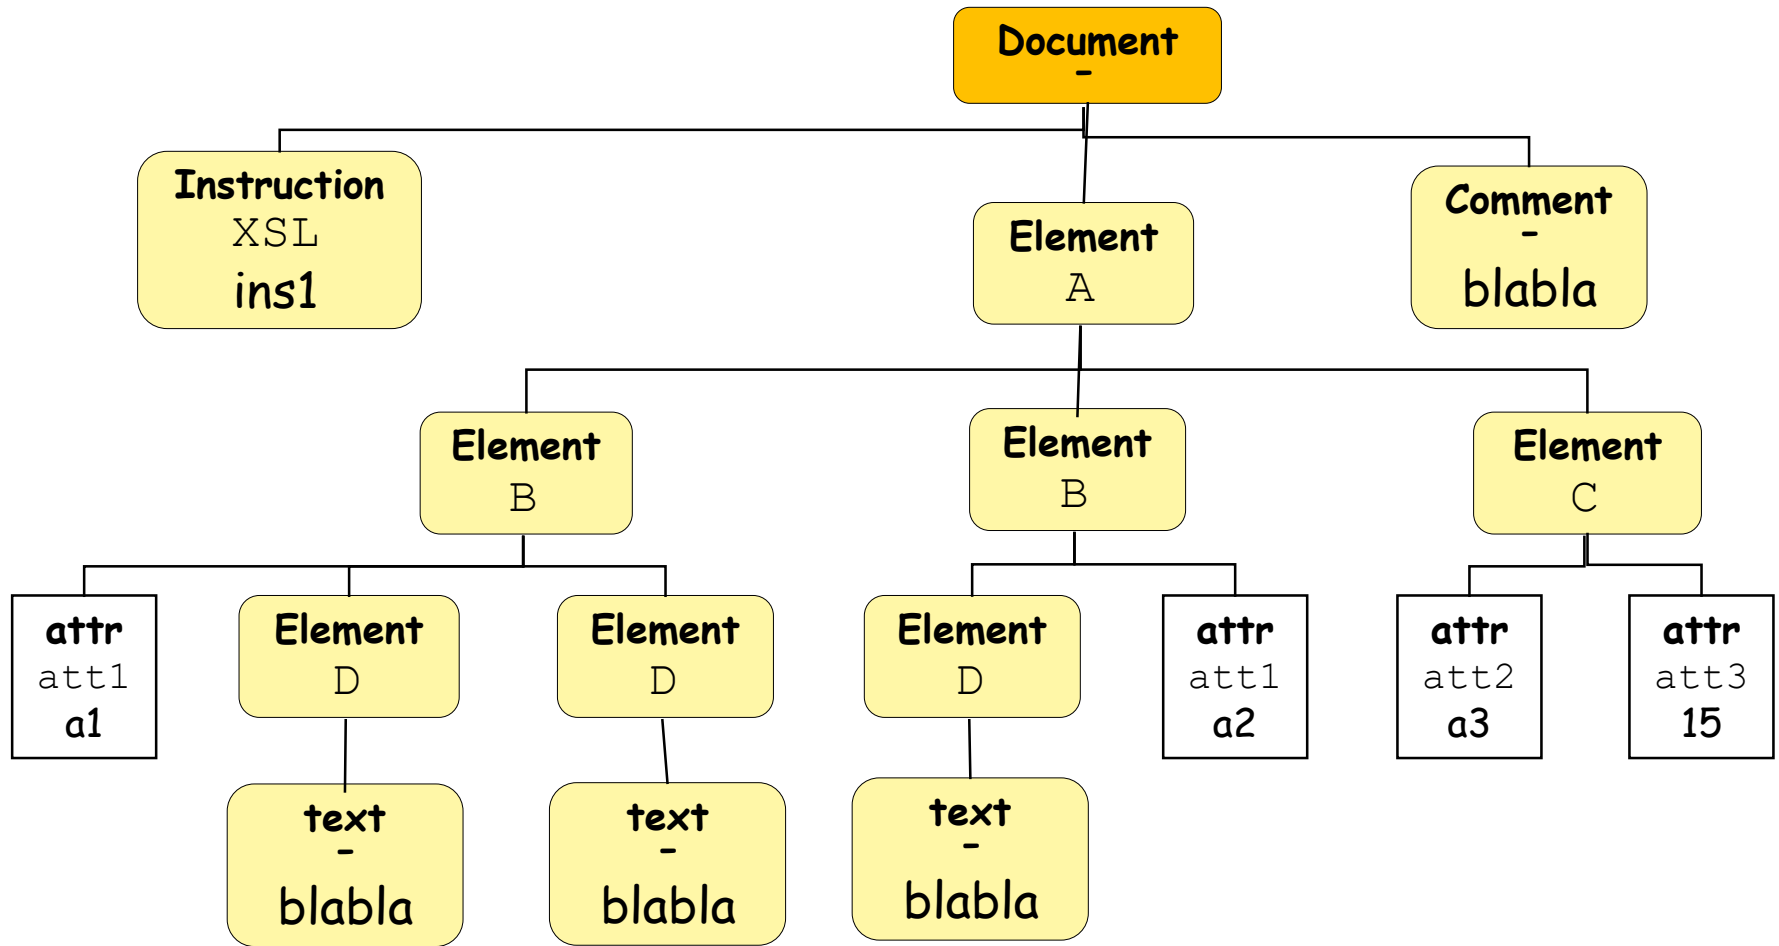 Document
-
Instruction
XSL
ins1
Element
A
Comment
-
blabla
Element
B
Element
B
Element
C
attr
att1
a1
Element
D
Element
D
Element
D
attr
att1
a2
attr
att2
a3
attr
att3
15
text
-
blabla
text
-
blabla
text
-
blabla